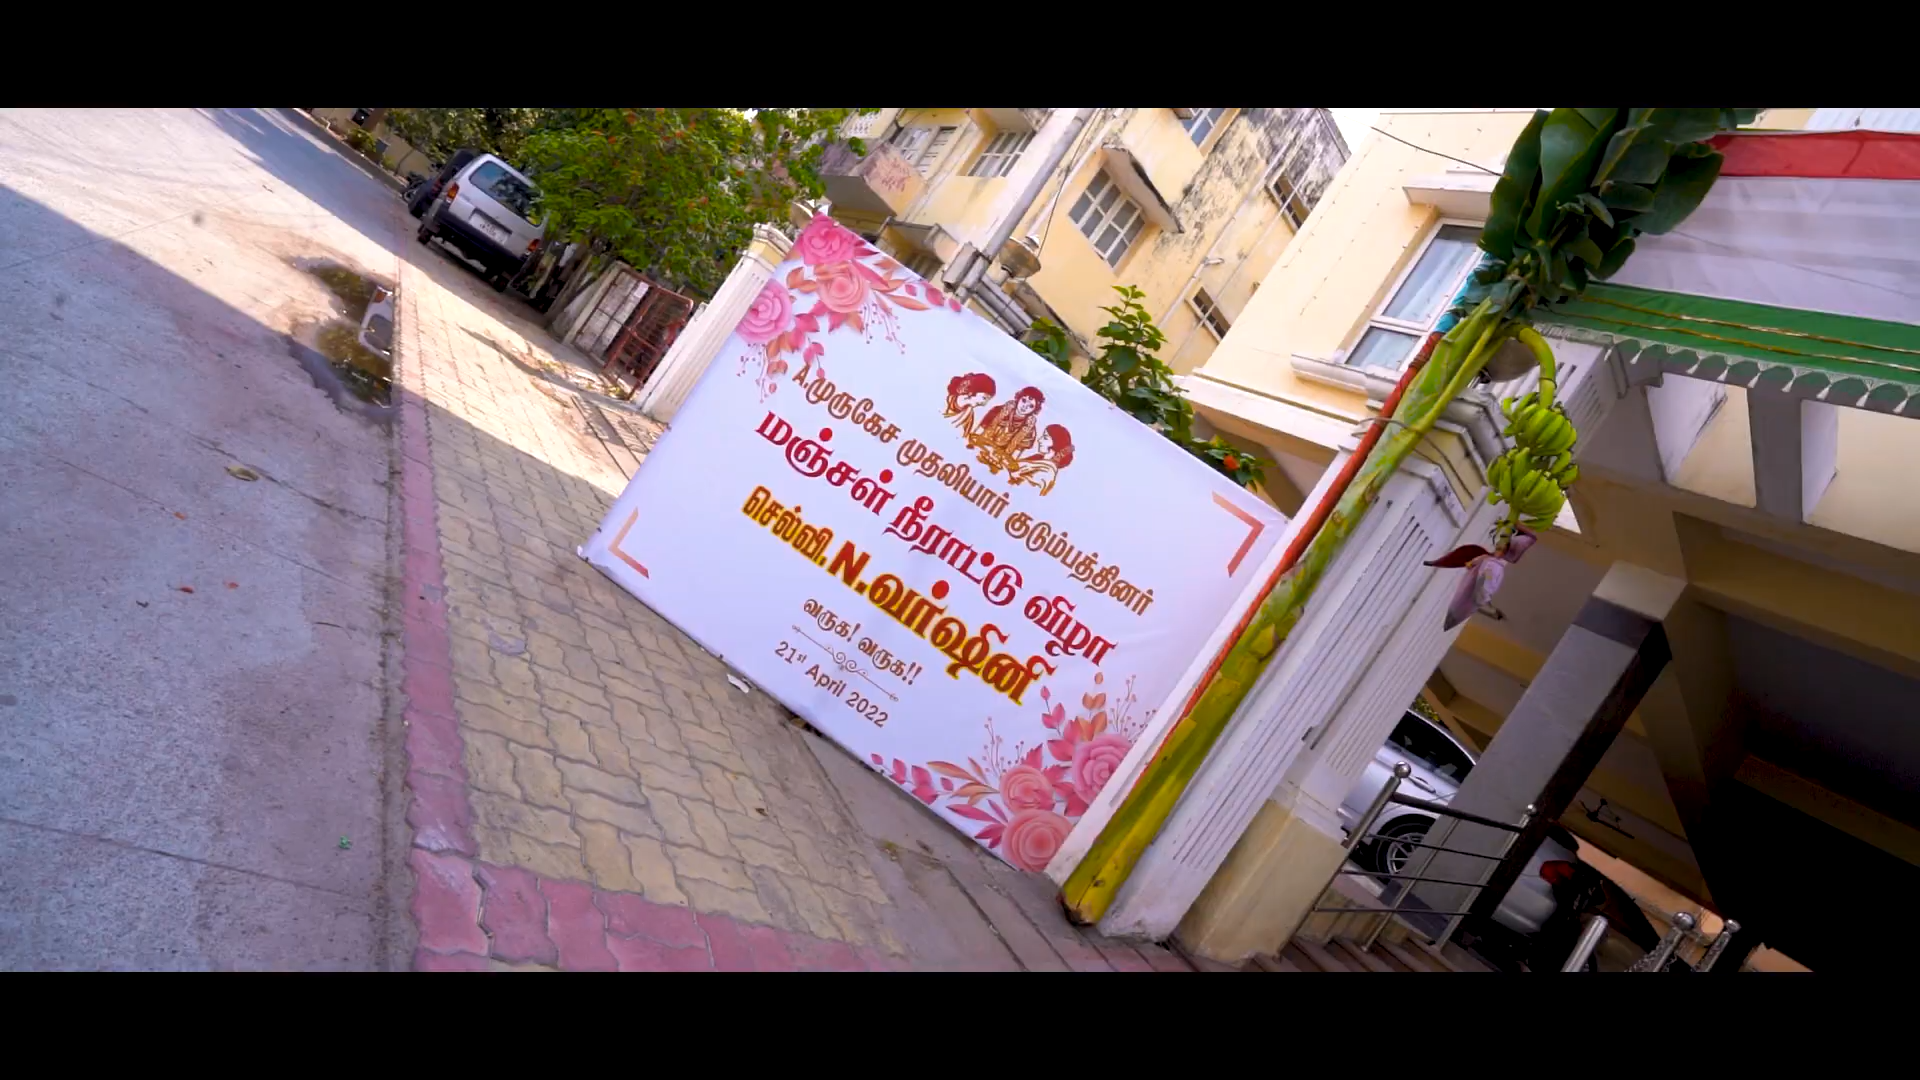 A.முருகேச முதலியார் குடும்பத்தினர்
மஞ்சள் நீராட்டு விழா
செல்வி.N.வர்ஷினி
வருக! வருக!!
21st April 2022